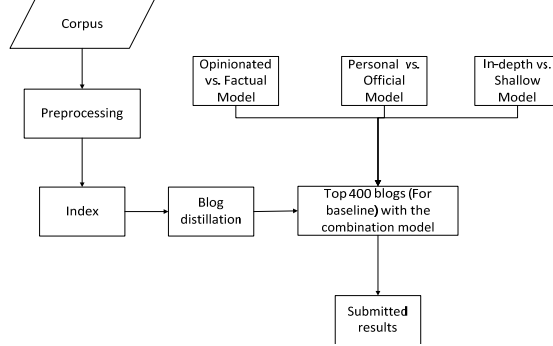 Corpus
Opinionated
vs. Factual
Model
Personal vs.
Official
Model
In-depth vs.
Shallow
Model
Preprocessing
Index
Blog
distillation
Top 400 blogs (For
baseline) with the
combination model
Submitted
results